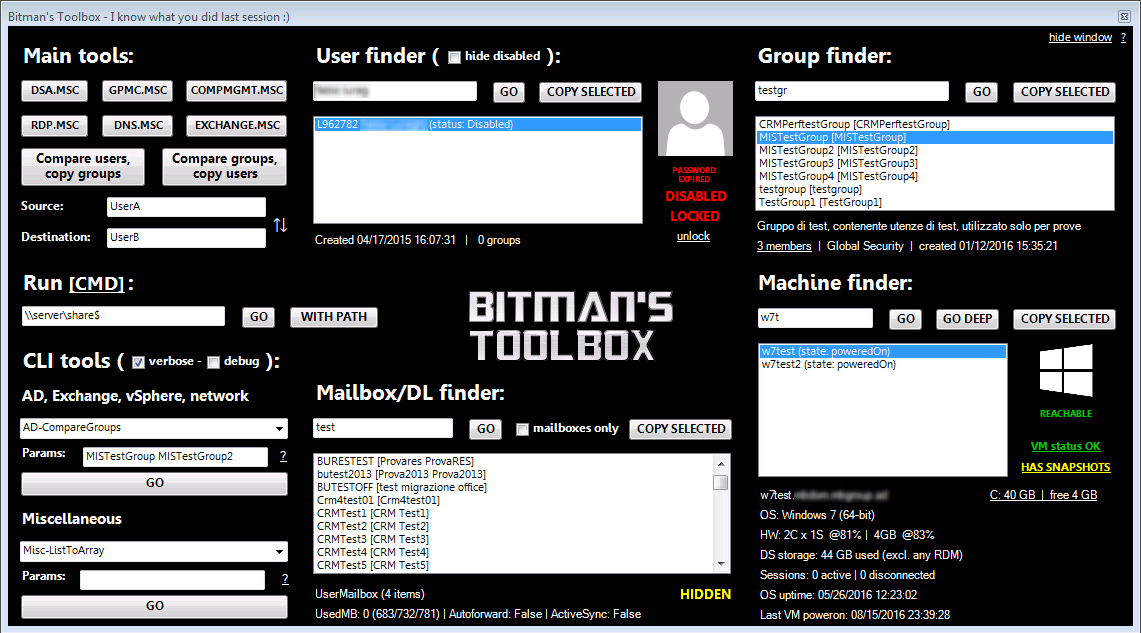 Bitman's Toolbox - I know what you did last session :)
hide window ?
Main tools:
DSA.MSC GPMC.MSC COMPMGMT.MSC
RDP.MSC DNS.MSC EXCHANGE.MSC
Compare users, copy groups
Compare groups, copy users
Source: UserA
Destination: UserB
Run [CMD] :
\\server\share$ GO WITH PATH
CLI tools ( verbose - debug ):
AD, Exchange, vSphere, network
AD-CompareGroups
Params: MISTestGroup MISTestGroup2 ?
GO
Miscellaneous
Misc-ListToArray
Params: ?
GO
User finder ( hide disabled ):
GO COPY SELECTED
L962782 (status: Disabled)
PASSWORD
EXPIRED
DISABLED
LOCKED
unlock
Created 04/17/2015 16:07:31 | 0 groups
BITMAN'S
TOOLBOX
Mailbox/DL finder:
test GO mailboxes only COPY SELECTED
BURESTEST [Provares ProvaRES]
butest2013 [Prova2013 Prova2013]
BUTESTOFF [test migrazione office]
Crm4test01 [Crm4test01]
CRMTest1 [CRM Test1]
CRMTest2 [CRM Test2]
CRMTest3 [CRM Test3]
CRMTest4 [CRM Test4]
CRMTest5 [CRM Test5]
UserMailbox (4 items) HIDDEN
UsedMB: 0 (683/732/781) | Autoforward: False | ActiveSync: False
Group finder:
testgr GO COPY SELECTED
CRMPerftestGroup [CRMPerftestGroup]
MISTestGroup [MISTestGroup]
MISTestGroup2 [MISTestGroup2]
MISTestGroup3 [MISTestGroup3]
MISTestGroup4 [MISTestGroup4]
testgroup [testgroup]
TestGroup1 [TestGroup1]
Gruppo di test, contenente utenze di test, utilizzato solo per prove
3 members | Global Security | created 01/12/2016 15:35:21
Machine finder:
w7t GO GO DEEP COPY SELECTED
w7test (state: poweredOn)
w7test2 (state: poweredOn)
REACHABLE
VM status OK
HAS SNAPSHOTS
w7test. C: 40 GB | free 4 GB
OS: Windows 7 (64-bit)
HW: 2C x 1S @81% | 4GB @83%
DS storage: 44 GB used (excl. any RDM)
Sessions: 0 active | 0 disconnected
OS uptime: 05/26/2016 12:23:02
Last VM poweron: 08/15/2016 23:39:28